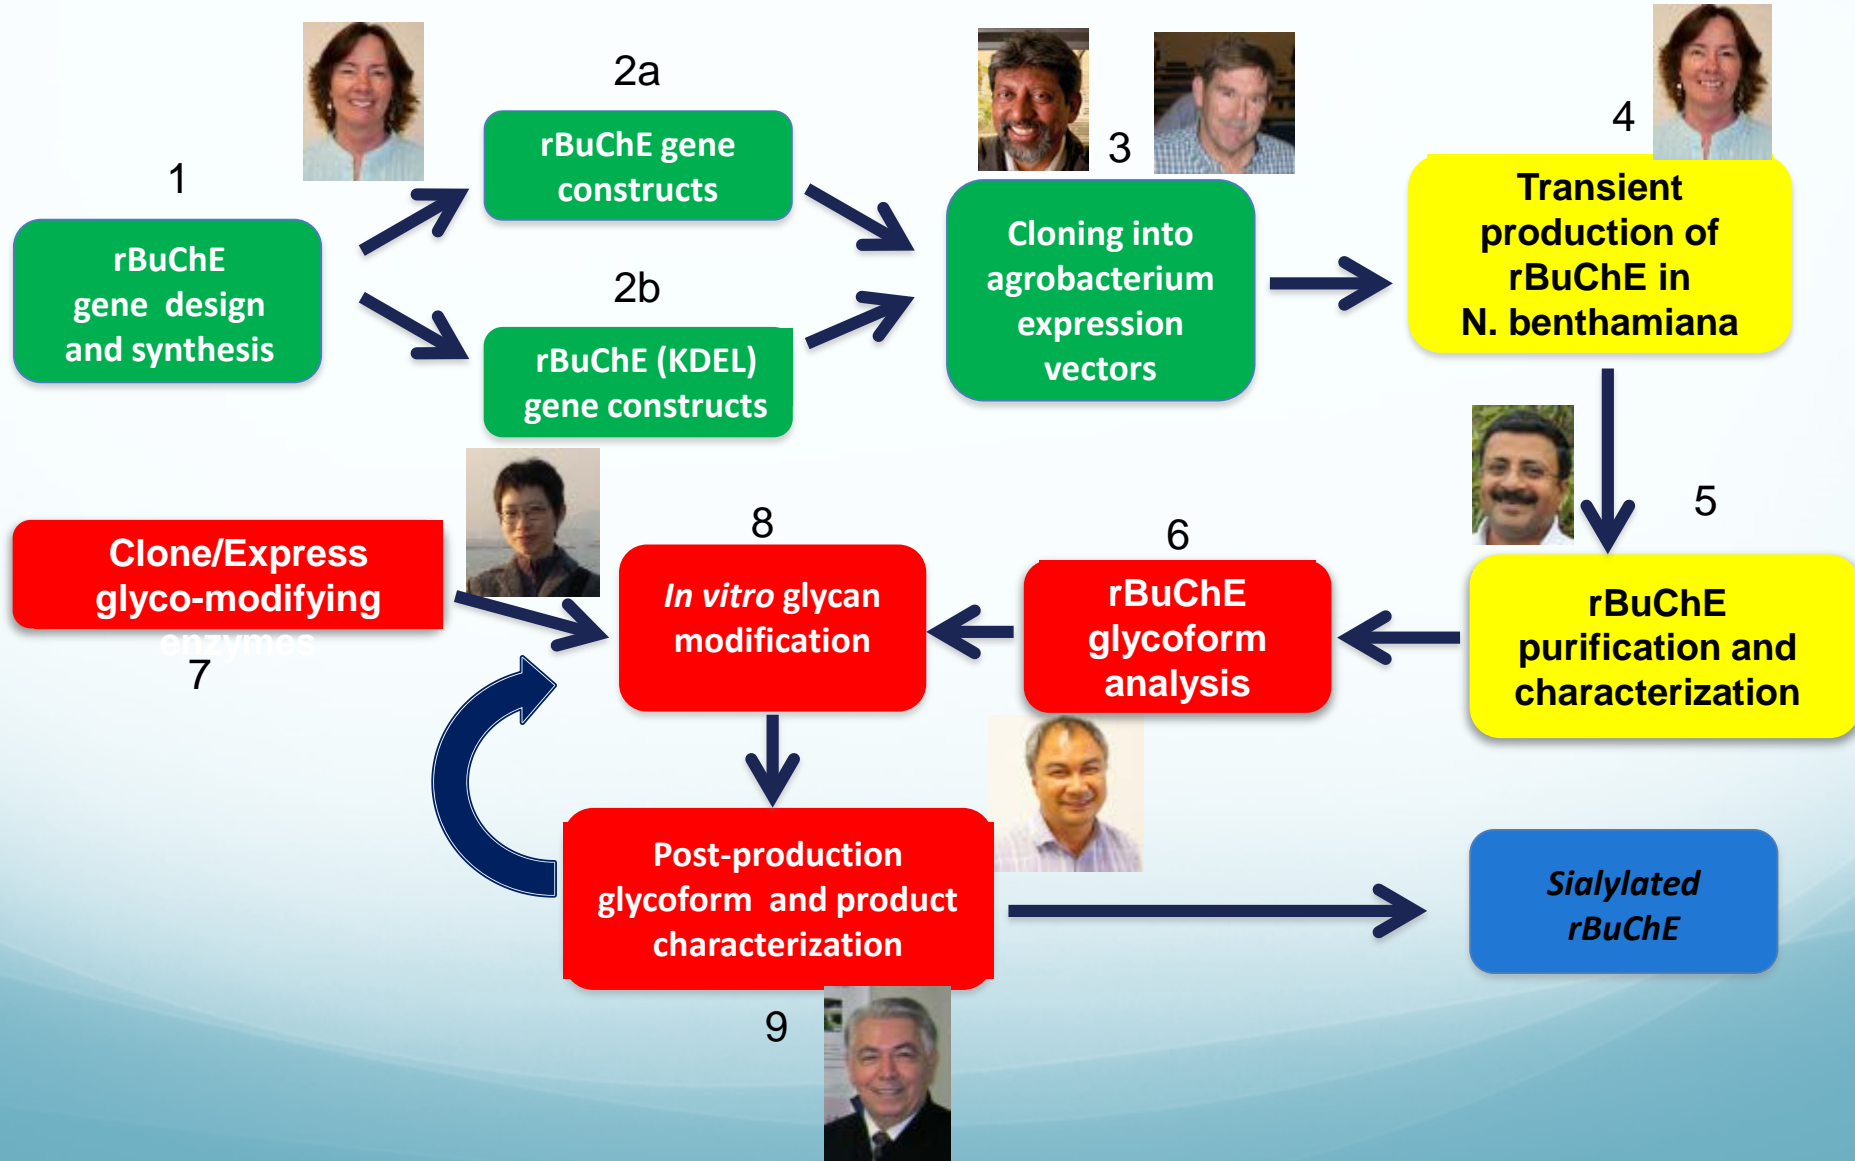 1
rBuChE
gene design
and synthesis
2a
rBuChE gene
constructs
2b
rBuChE (KDEL)
gene constructs
3
Cloning into
agrobacterium
expression
vectors
4
Transient
production of
rBuChE in
N. benthamiana
5
rBuChE
purification and
characterization
6
rBuChE
glycoform
analysis
Clone/Express
glyco-modifying
enzymes
7
8
In vitro glycan
modification
Post-production
glycoform and product
characterization
9
Sialylated
rBuChE